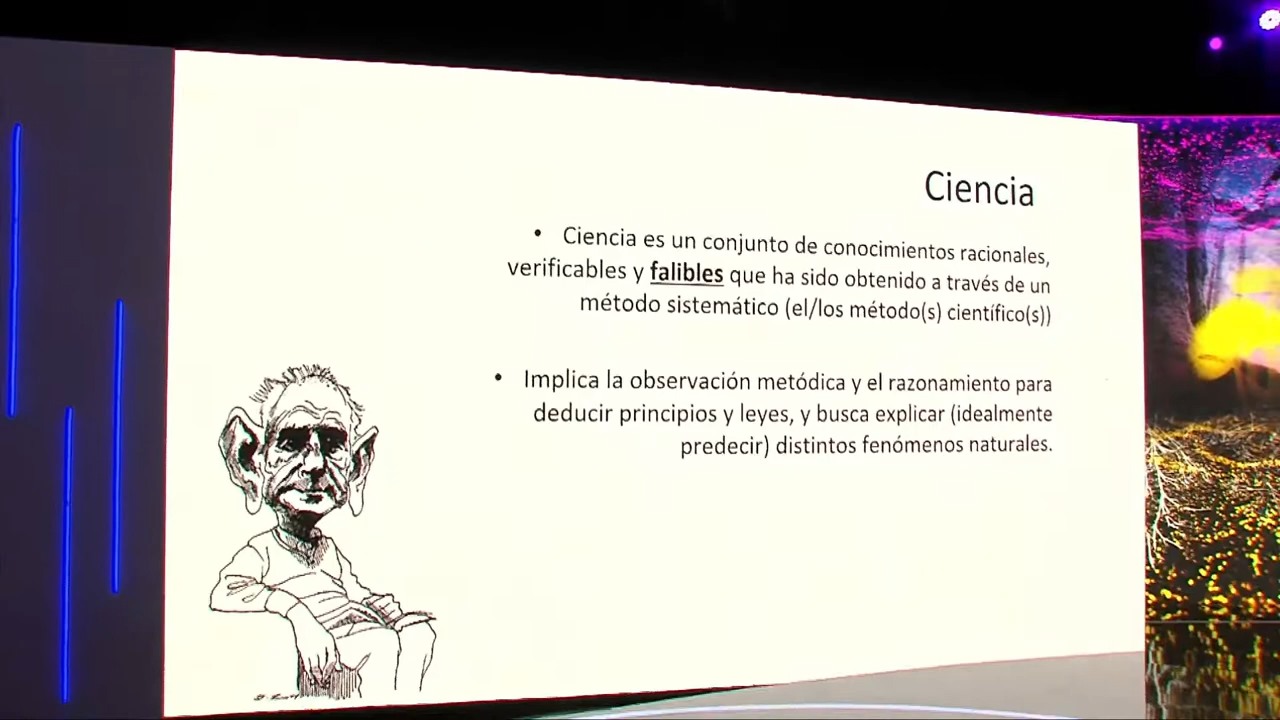 Ciencia
• Ciencia es un conjunto de conocimientos racionales,
verificables y falibles que ha sido obtenido a través de un
método sistemático (el/los método(s) científico(s))
• Implica la observación metódica y el razonamiento para
deducir principios y leyes, y busca explicar (idealmente
predecir) distintos fenómenos naturales.